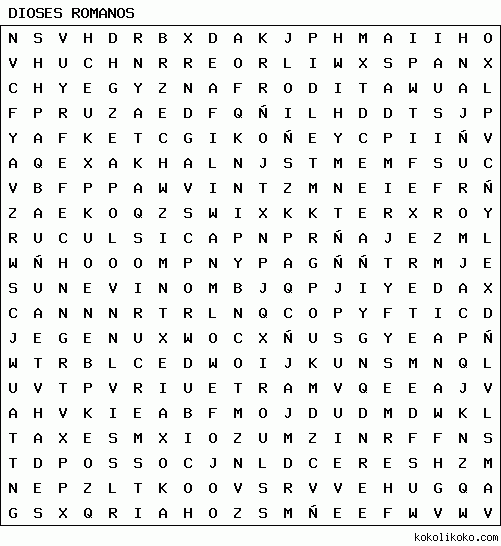 DIOSES ROMANOS
N S V H D R B X D A K J P H M A I I H O
V H U C H N R R E O R L I W X S P A N X
C H Y E G Y Z N A F R O D I T A W U A L
F P R U Z A E D F Q Ñ I L H D D T S J P
Y A F K E T C G I K O Ñ E Y C P I I Ñ V
A Q E X A K H A L N J S T M E M F S U C
V B F P P A W V I N T Z M N E I E F R Ñ
Z A E K O Q Z S W I X K K T E R X R O Y
R U C U L S I C A P N P R Ñ A J E Z M L
W Ñ H O O O M P N Y P A G Ñ Ñ T R M J E
S U N E V I N O M B J Q P J I Y E D A X
C A N N N R T R L N Q C O P Y F T I C D
J E G E N U X W O C X Ñ U S G Y E A P Ñ
W T R B L C E D W O I J K U N S M N Q L
U V T P V R I U E T R A M V Q E E A J V
A H V K I E A B F M O J D U D M D W K L
T A X E S M X I O Z U M Z I N R F F N S
T D P O S S O C J N L D C E R E S H Z M
N E P Z L T K O O V S R V V E H U G Q A
G S X Q R I A H O Z S M Ñ E E F W V W V
kokolikoko.com